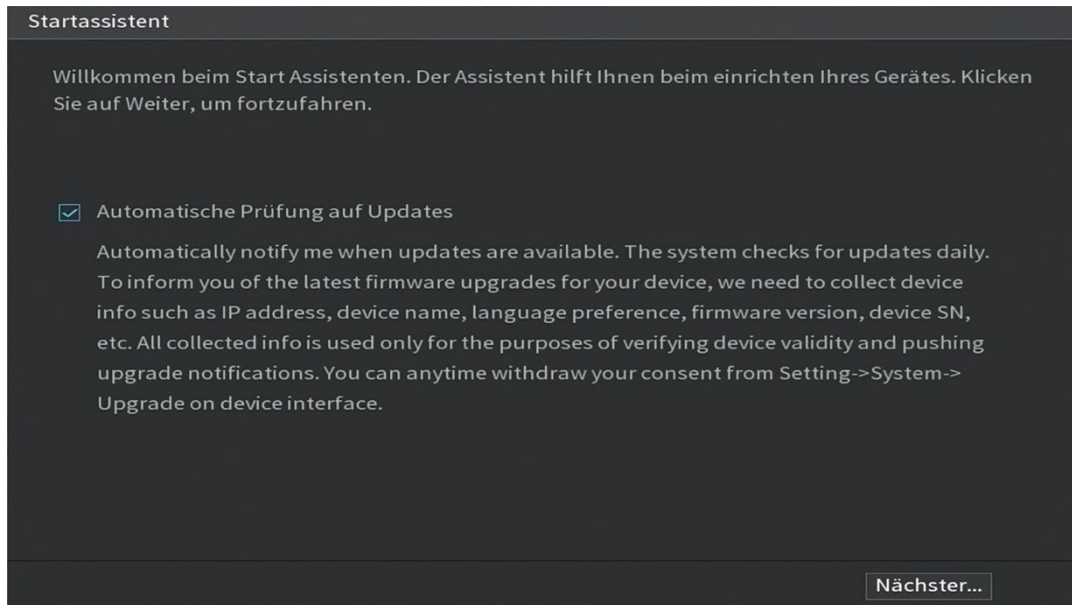 Startassistent
Willkommen beim Start Assistenten. Der Assistent hilft Ihnen beim einrichten Ihres Gerätes. Klicken
Sie auf Weiter, um fortzufahren.
Automatische Prüfung auf Updates
Automatically notify me when updates are available. The system checks for updates daily.
To inform you of the latest firmware upgrades for your device, we need to collect device
info such as IP address, device name, language preference, firmware version, device SN,
etc. All collected info is used only for the purposes of verifying device validity and pushing
upgrade notifications. You can anytime withdraw your consent from Setting->System->
Upgrade on device interface.
Nächster...